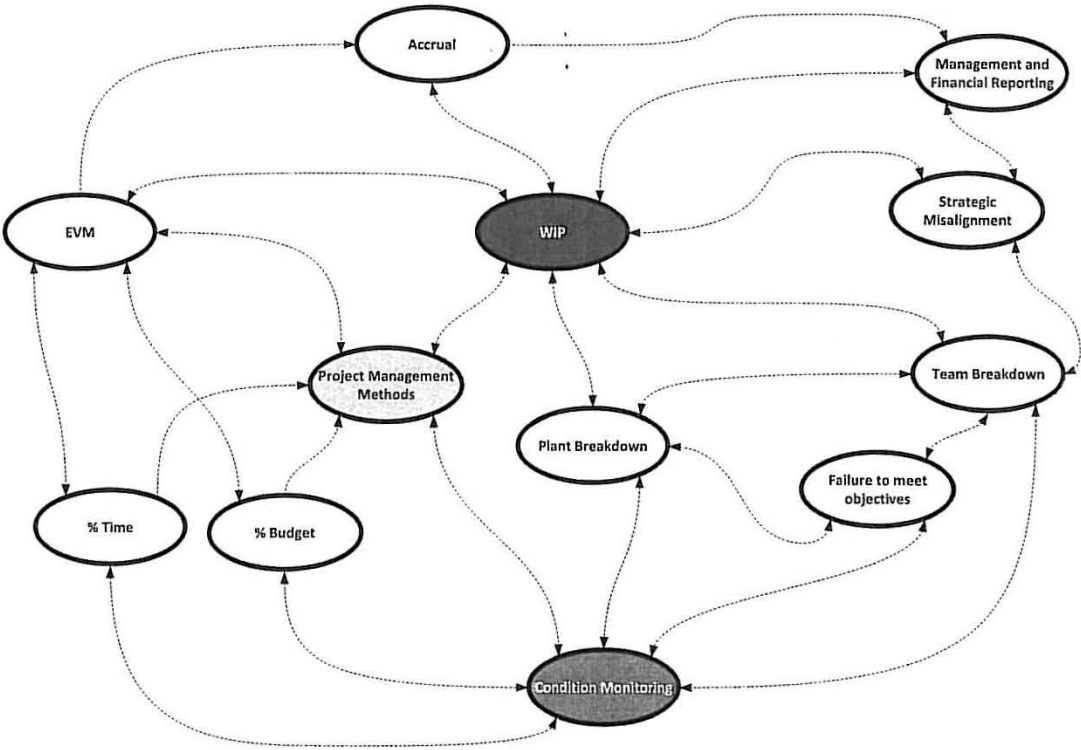 Accrual
Management and
Financial Reporting
EVM
WIP
Strategic
Misalignment
Project Management
Methods
Team Breakdown
Plant Breakdown
Failure to meet
objectives
% Time
% Budget
Condition Monitoring